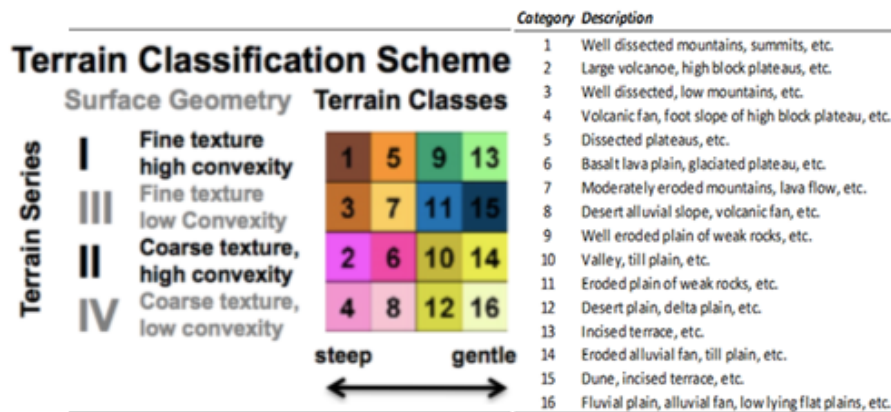 Category Description
Terrain Classification Scheme
Surface Geometry Terrain Classes
Terrain Series
I Fine texture
high convexity
1 5 9 13
III Fine texture
low Convexity
3 7 11 15
II Coarse texture,
high convexity
2 6 10 14
IV Coarse texture,
low convexity
4 8 12 16
steep gentle
1 Well dissected mountains, summits, etc.
2 Large volcanoe, high block plateaus, etc.
3 Well dissected, low mountains, etc.
4 Volcanic fan, foot slope of high block plateau, etc.
5 Dissected plateaus, etc.
6 Basalt lava plain, glaciated plateau, etc.
7 Moderately eroded mountains, lava flow, etc.
8 Desert alluvial slope, volcanic fan, etc.
9 Well eroded plain of weak rocks, etc.
10 Valley, till plain, etc.
11 Eroded plain of weak rocks, etc.
12 Desert plain, delta plain, etc.
13 Incised terrace, etc.
14 Eroded alluvial fan, till plain, etc.
15 Dune, incised terrace, etc.
16 Fluvial plain, alluvial fan, low lying flat plains, etc.